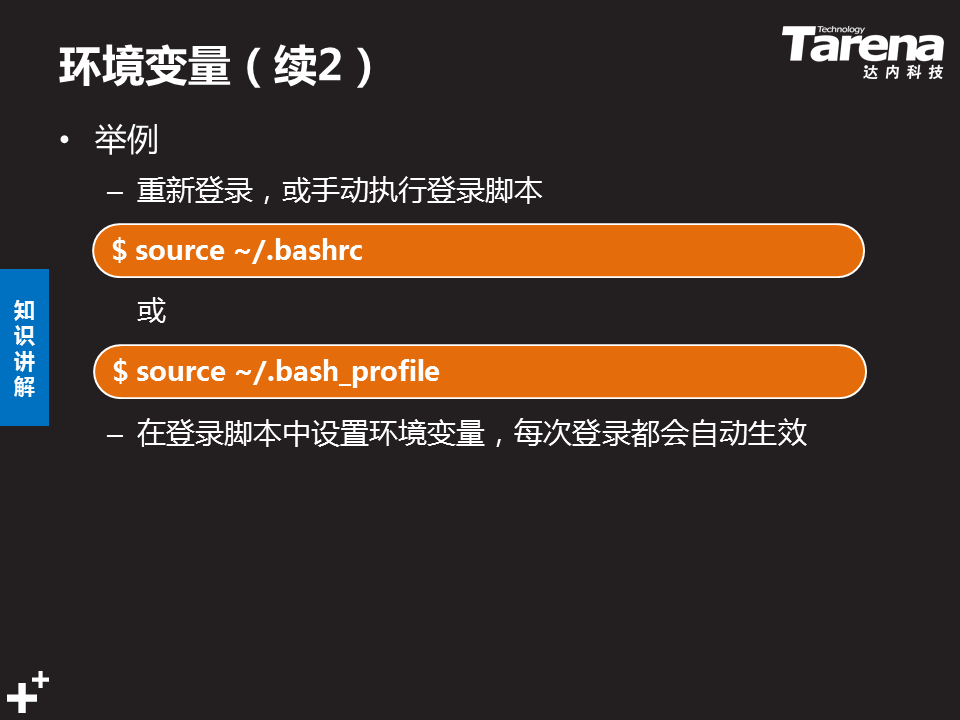 环境变量（续2）
Technology
Tarena
达内科技
• 举例
– 重新登录，或手动执行登录脚本
$ source ~/.bashrc
或
$ source ~/.bash_profile
– 在登录脚本中设置环境变量，每次登录都会自动生效
知识讲解